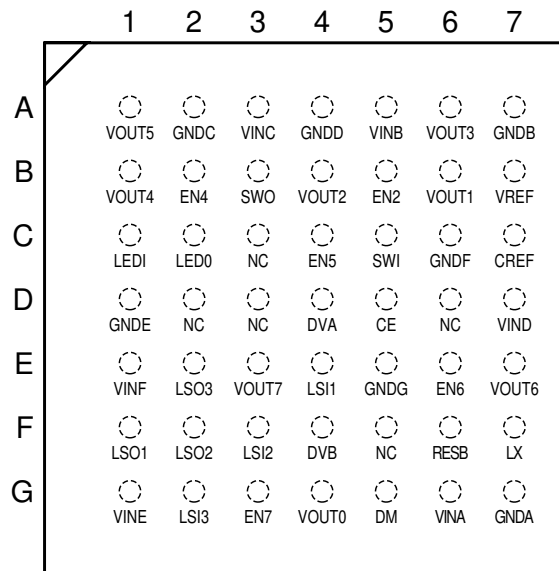 1 2 3 4 5 6 7
A
VOUT5 GNDC VINC GNDD VINB VOUT3 GNDB
B
VOUT4 EN4 SWO VOUT2 EN2 VOUT1 VREF
C
LEDI LED0 NC EN5 SWI GNDF CREF
D
GNDE NC NC DVA CE NC VIND
E
VINF LSO3 VOUT7 LSI1 GNDG EN6 VOUT6
F
LSO1 LSO2 LSI2 DVB NC RESB LX
G
VINE LSI3 EN7 VOUT0 DM VINA GNDA